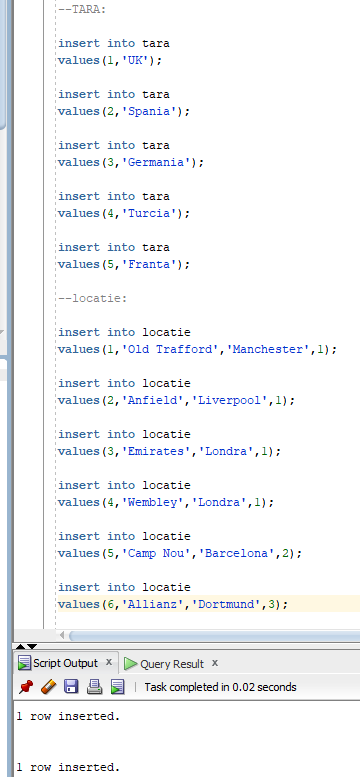 --TARA:
insert into tara
values(1,'UK');
insert into tara
values(2,'Spania');
insert into tara
values(3,'Germania');
insert into tara
values(4,'Turcia');
insert into tara
values(5,'Franta');
--locatie:
insert into locatie
values(1,'Old Trafford','Manchester',1);
insert into locatie
values(2,'Anfield','Liverpool',1);
insert into locatie
values(3,'Emirates','Londra',1);
insert into locatie
values(4,'Wembley','Londra',1);
insert into locatie
values(5,'Camp Nou','Barcelona',2);
insert into locatie
values(6,'Allianz','Dortmund',3);
Script Output x Query Result x
Task completed in 0.02 seconds
1 row inserted.
1 row inserted.